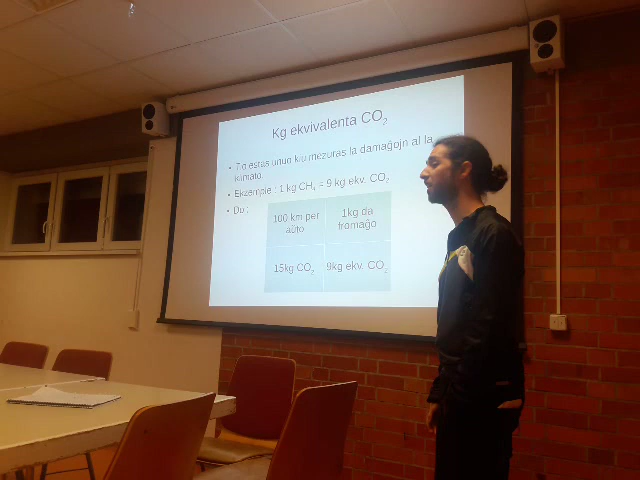 Kg ekvivalenta CO₂
• Tio estas unuo kiu mezuras la damaĝojn al la
klimato
• Ekzemple : 1 kg CH₄ = 9 kg ekv. CO₂
• Do :
100 km per
aŭto
1kg da
fromaĝo
15kg CO₂
9kg ekv. CO₂